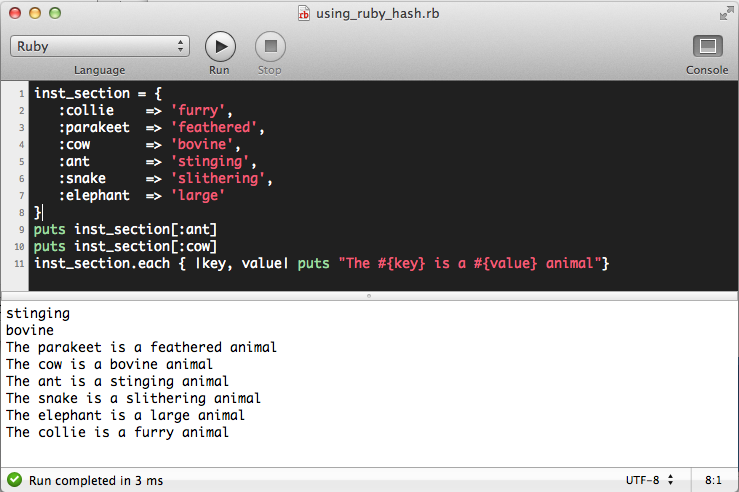 using_ruby_hash.rb
Ruby
Language
Run
Stop
Console
1 inst_section = {
2    :collie    => 'furry',
3    :parakeet  => 'feathered',
4    :cow       => 'bovine',
5    :ant       => 'stinging',
6    :snake     => 'slithering',
7    :elephant  => 'large'
8 }
9 puts inst_section[:ant]
10 puts inst_section[:cow]
11 inst_section.each { |key, value| puts "The #{key} is a #{value} animal"}
stinging
bovine
The parakeet is a feathered animal
The cow is a bovine animal
The ant is a stinging animal
The snake is a slithering animal
The elephant is a large animal
The collie is a furry animal
Run completed in 3 ms
UTF-8
8:1